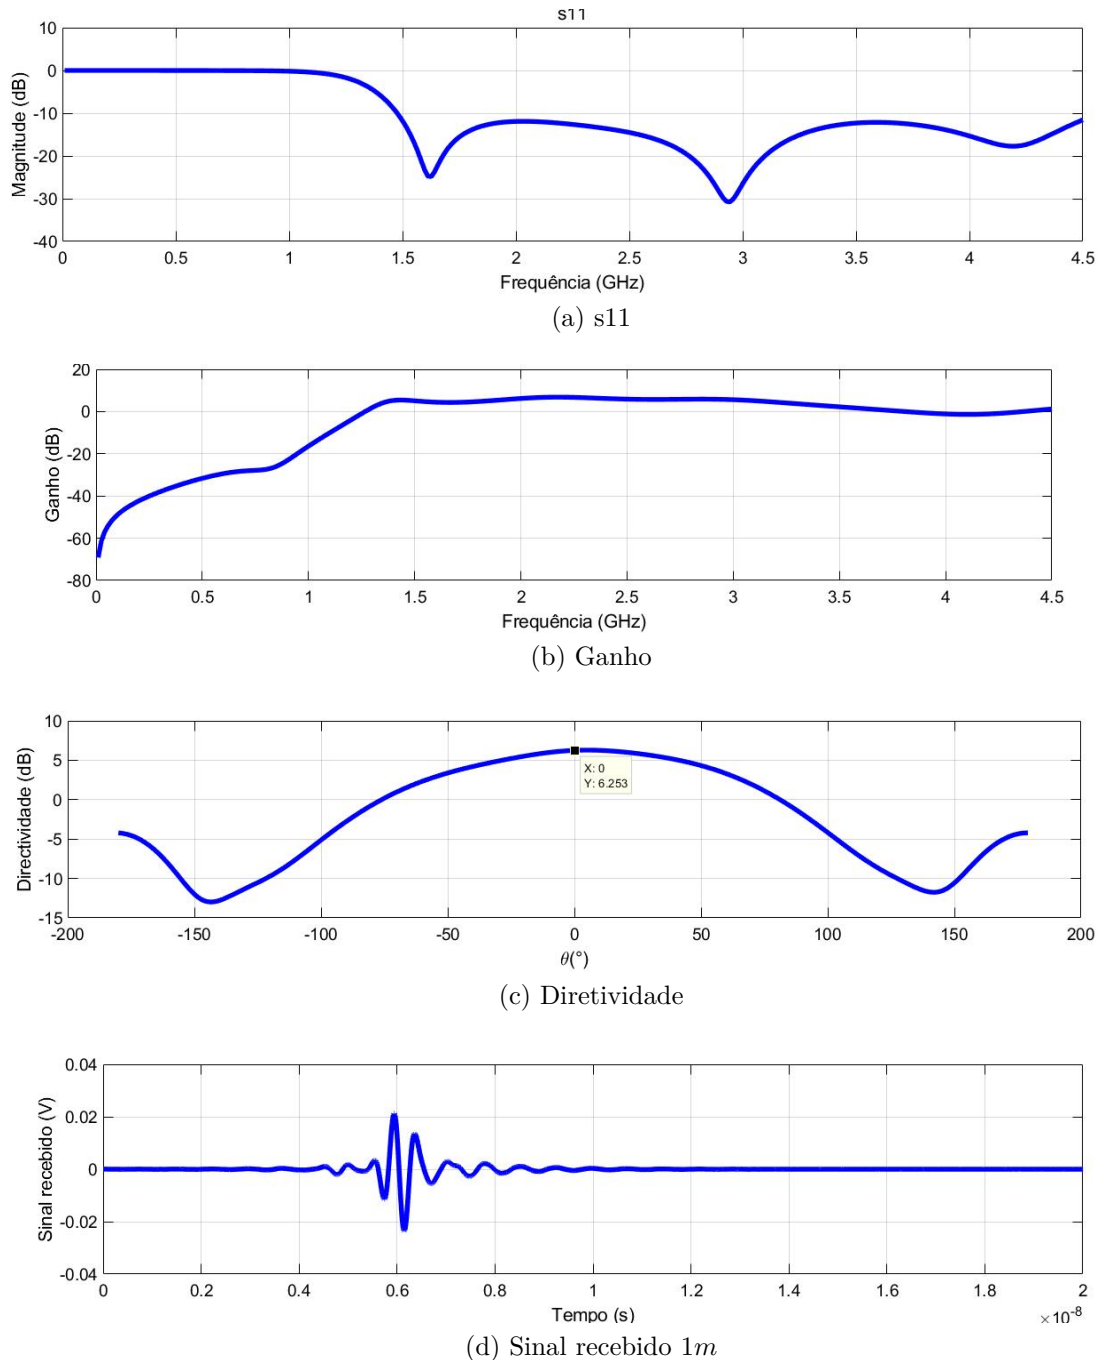 s11
10
0
-10
-20
-30
-40
Magnitude (dB)
0 0.5 1 1.5 2 2.5 3 3.5 4 4.5
Frequência (GHz)
(a) s11
20
0
-20
-40
-60
-80
Ganho (dB)
0 0.5 1 1.5 2 2.5 3 3.5 4 4.5
Frequência (GHz)
(b) Ganho
10
5
0
-5
-10
-15
Directividade (dB)
X: 0
Y: 6.253
-200 -150 -100 -50 0 50 100 150 200
θ(°)
(c) Diretividade
0.04
0.02
0
-0.02
-0.04
Sinal recebido (V)
0 0.2 0.4 0.6 0.8 1 1.2 1.4 1.6 1.8 2
Tempo (s)
×10⁻⁸
(d) Sinal recebido 1m